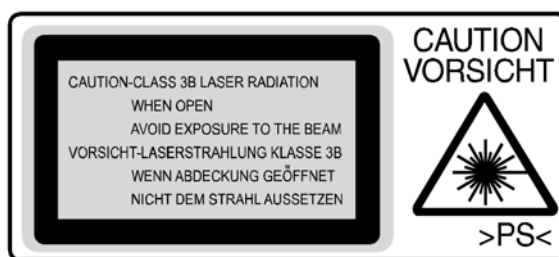 CAUTION-CLASS 3B LASER RADIATION
WHEN OPEN
AVOID EXPOSURE TO THE BEAM
VORSICHT-LASERSTRAHLUNG KLASSE 3B
WENN ABDECKUNG GEÖFFNET
NICHT DEM STRAHL AUSSETZEN
CAUTION
VORSICHT
>PS<